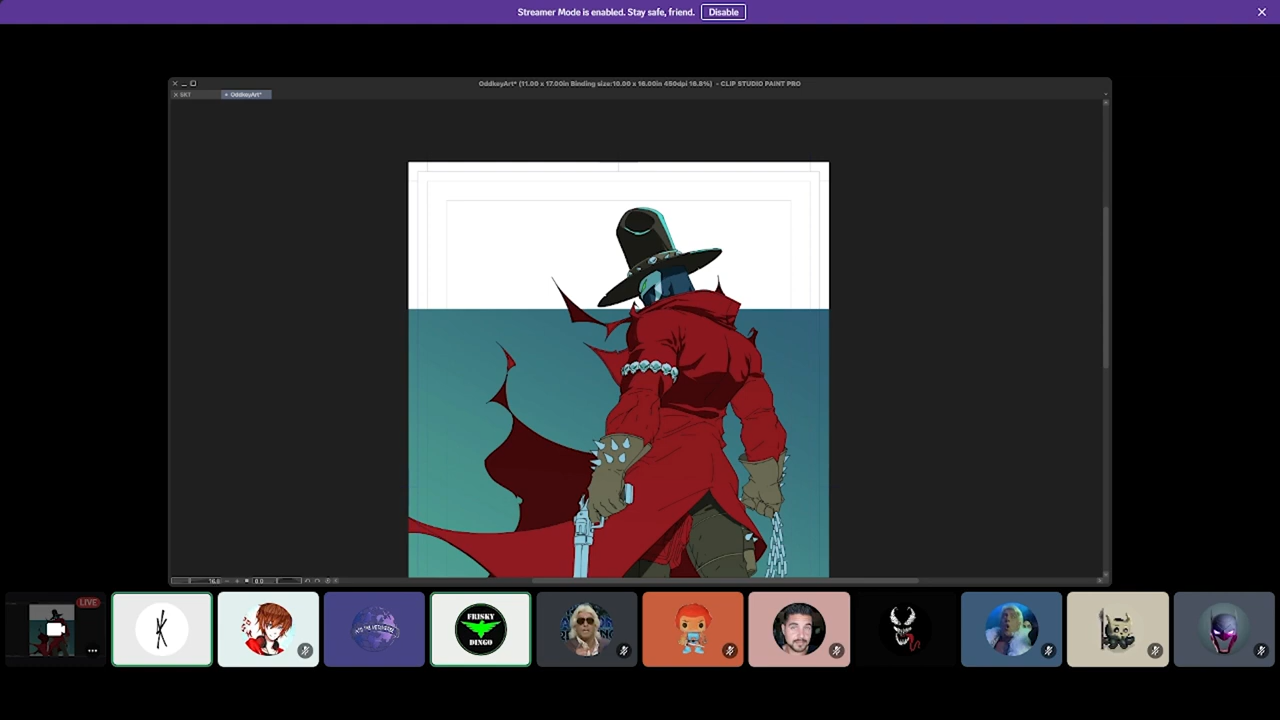 Streamer Mode is enabled. Stay safe, friend. Disable
OddkeyArt* (11.00 x 17.00in Binding size:10.00 x 16.00in 450dpi 16.8%) - CLIP STUDIO PAINT PRO
OddkeyArt*
LIVE
FRISKY
DINGO